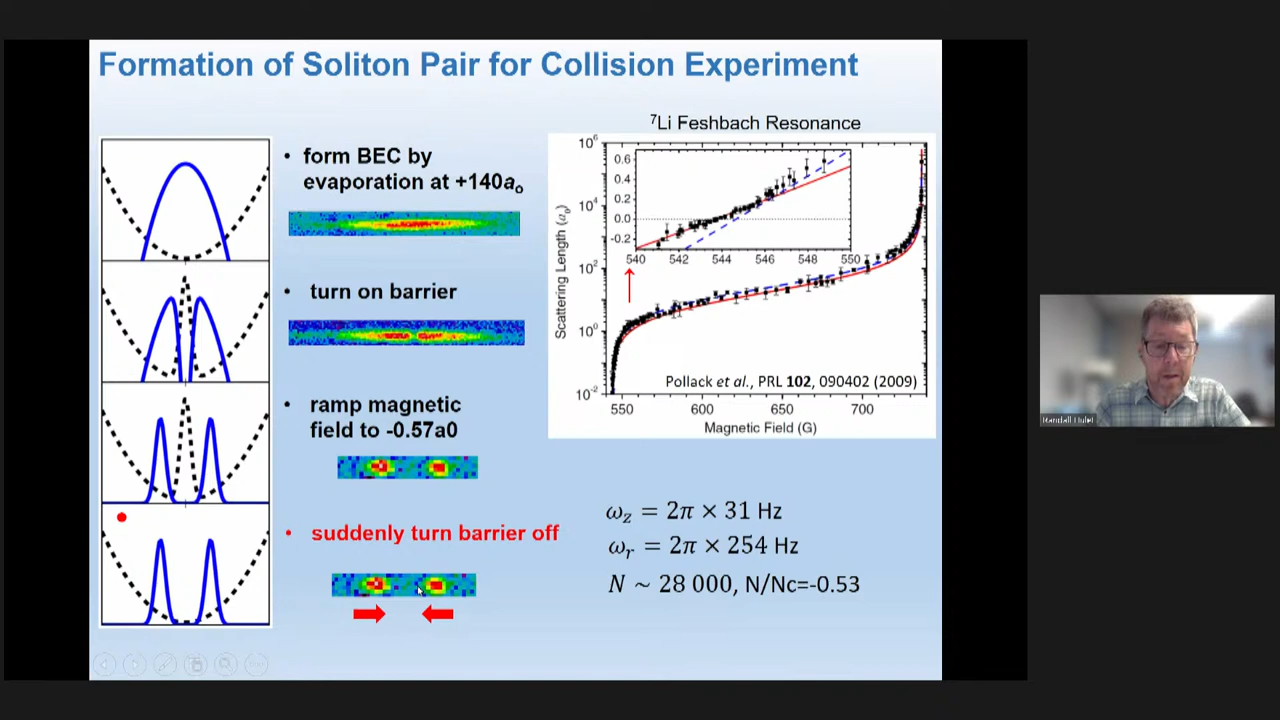 Formation of Soliton Pair for Collision Experiment
• form BEC by
evaporation at +140aₒ
• turn on barrier
• ramp magnetic
field to -0.57a0
• suddenly turn barrier off
⁷Li Feshbach Resonance
10⁶
10⁴
10²
10⁰
10⁻²
Scattering Length (a₀)
0.6
0.4
0.2
0.0
-0.2
540 542 544 546 548 550
Pollack et al., PRL 102, 090402 (2009)
550 600 650 700
Magnetic Field (G)
ω_z = 2π × 31 Hz
ω_r = 2π × 254 Hz
N ~ 28 000, N/Nc=-0.53
Randall Hulet